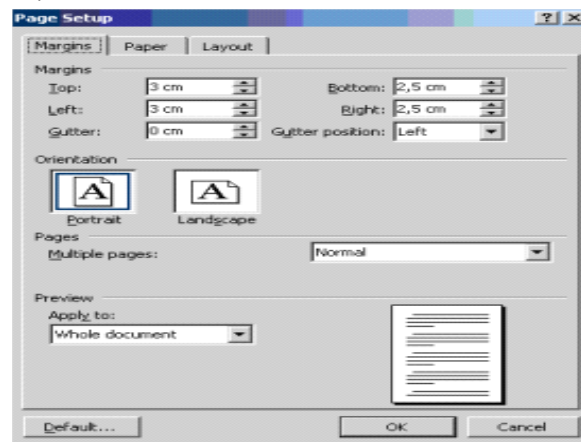 Page Setup
Margins Paper Layout
Margins
Top: 3 cm Bottom: 2,5 cm
Left: 3 cm Right: 2,5 cm
Gutter: 0 cm Gutter position: Left
Orientation
A A
Portrait Landscape
Pages
Multiple pages: Normal
Preview
Apply to:
Whole document
Default... OK Cancel